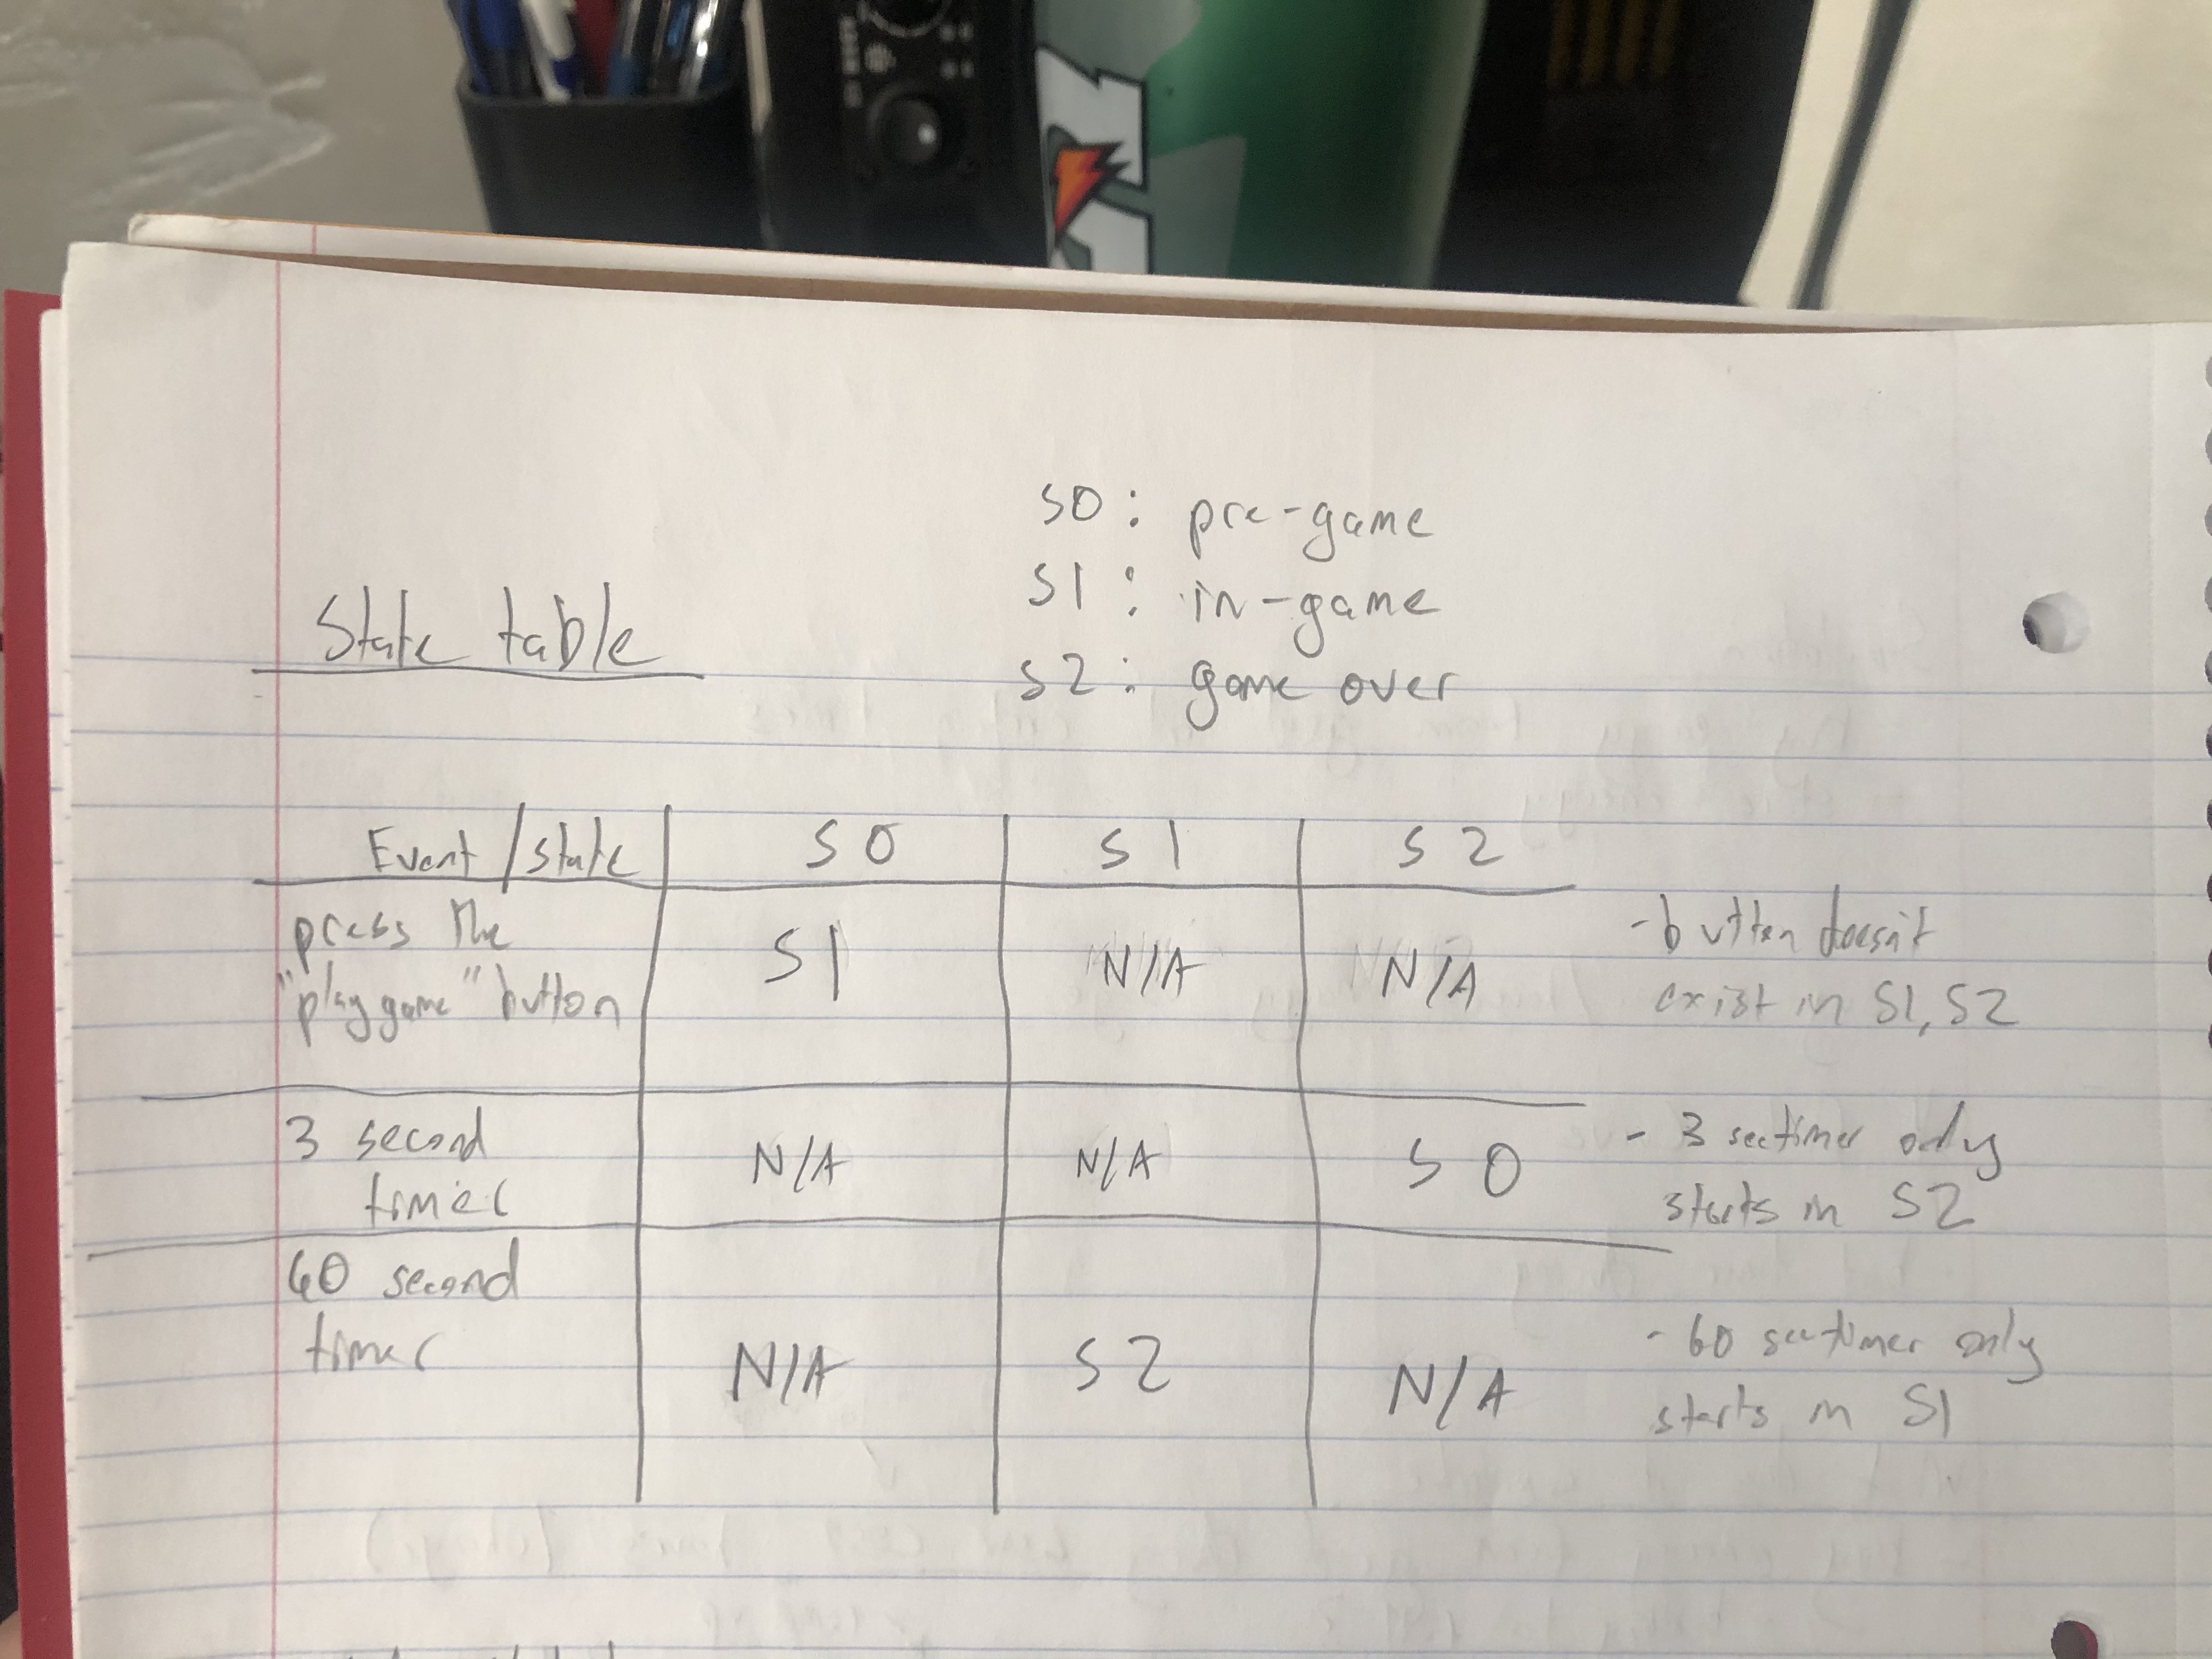 S0 : pre-game
S1 : in-game
State table
S2 : game over
Event/state S0 S1 S2
press the "play game" button S1 N/A N/A - button doesn't exist in S1, S2
3 second timer N/A N/A S0 - 3 sec timer only starts in S2
60 second timer N/A S2 N/A - 60 sec timer only starts in S1